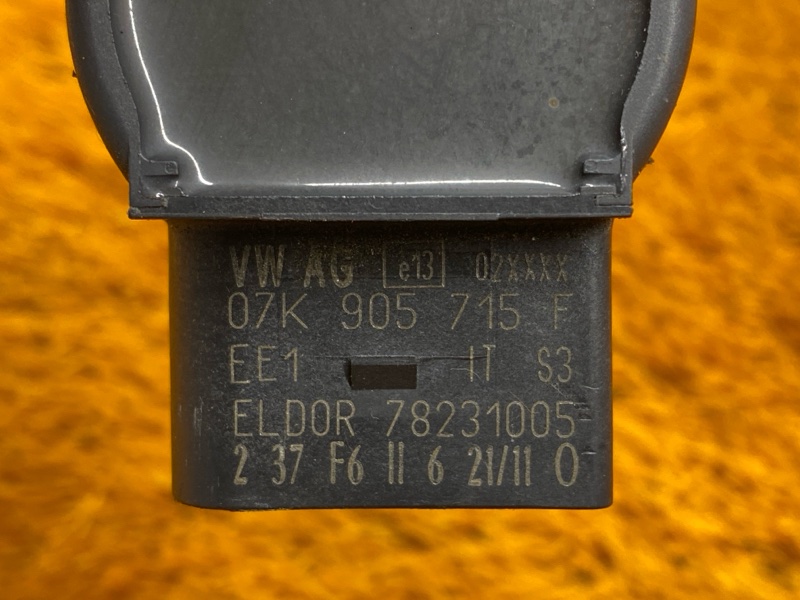 VW AG e13 02XXXX
07K 905 715 F
EE1 IT S3
ELDOR 78231005
2 37 F6 II 6 21/11 0